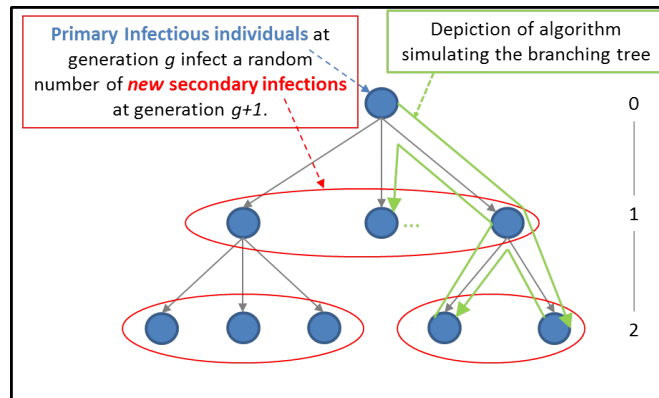 Primary Infectious individuals at
generation g infect a random
number of new secondary infections
at generation g+1.
Depiction of algorithm
simulating the branching tree
0
1
...
2